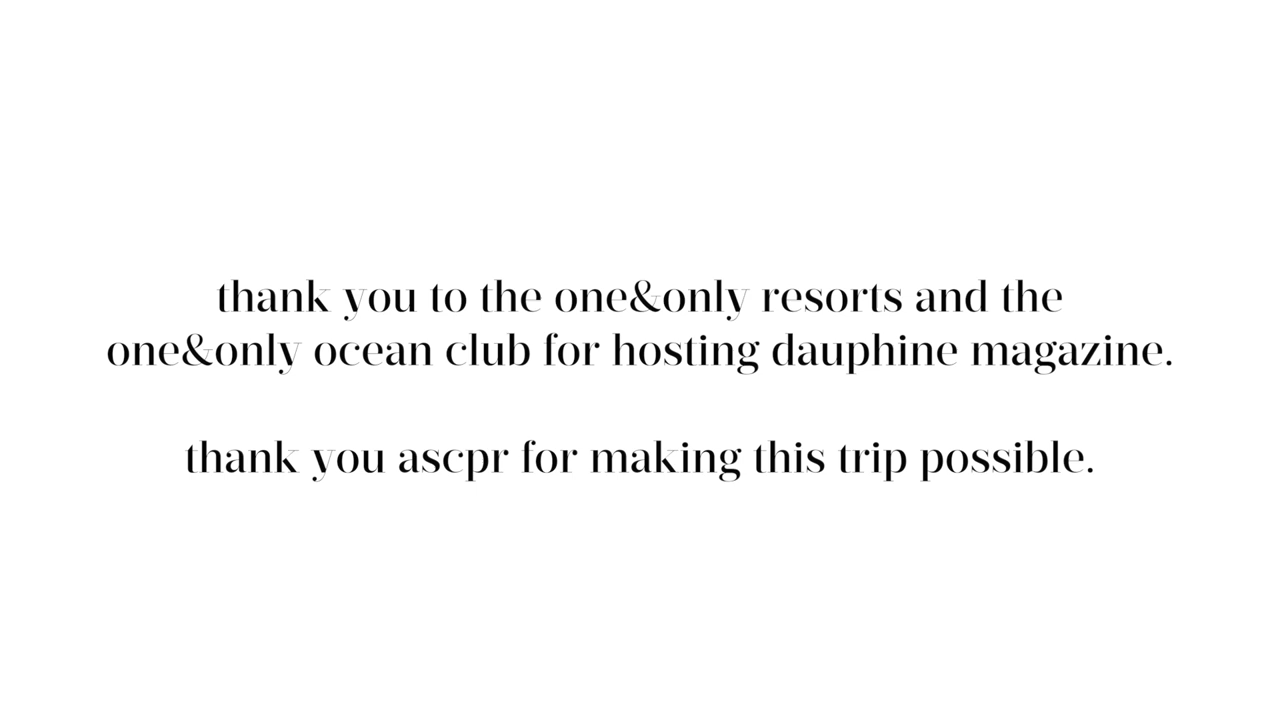 thank you to the one&only resorts and the
one&only ocean club for hosting dauphine magazine.
thank you ascpr for making this trip possible.